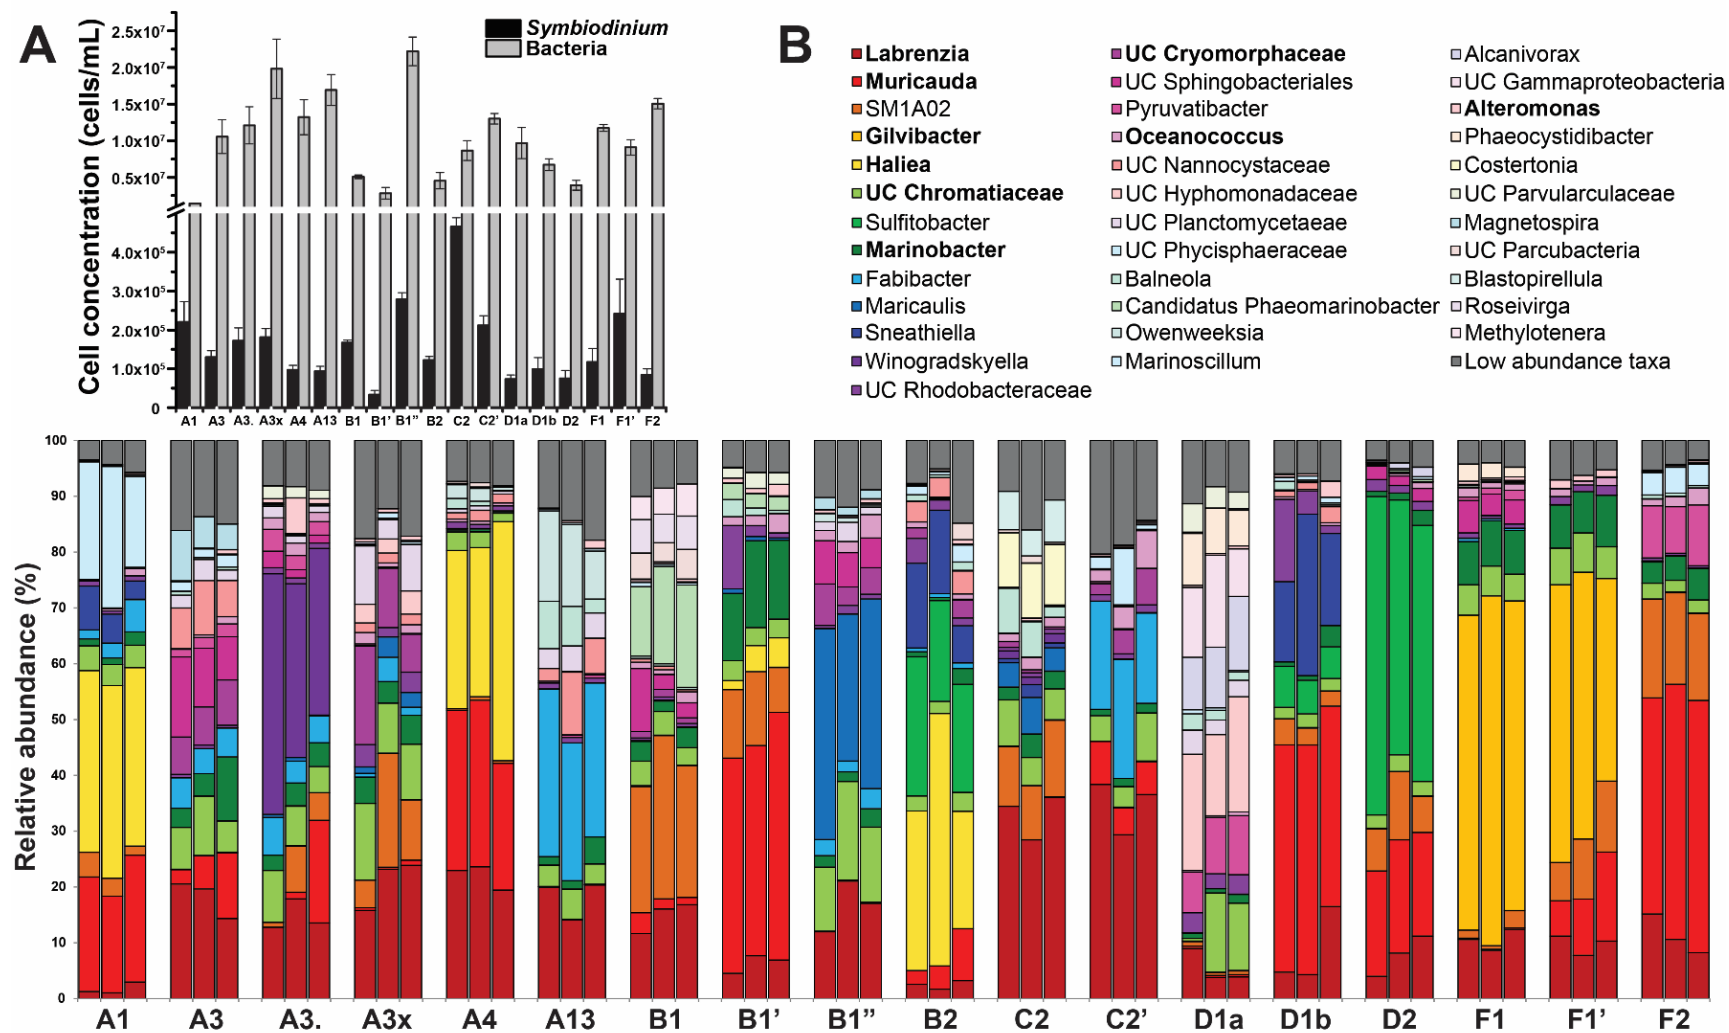 A
Symbiodinium
Bacteria
Cell concentration (cells/mL)
2.5x10⁷
2.0x10⁷
1.5x10⁷
1.0x10⁷
0.5x10⁷
4.0x10⁵
3.0x10⁵
2.0x10⁵
1.0x10⁵
0
A1 A3 A3. A3x A4 A13 B1 B1' B1" B2 C2 C2' D1a D1b D2 F1 F1' F2
B
Labrenzia
Muricauda
SM1A02
Gilvibacter
Haliea
UC Chromatiaceae
Sulfitobacter
Marinobacter
Fabibacter
Maricaulis
Sneathiella
Winogradskyella
UC Rhodobacteraceae
UC Cryomorphaceae
UC Sphingobacteriales
Pyruvatibacter
Oceanococcus
UC Nannocystaceae
UC Hyphomonadaceae
UC Planctomycetaeae
UC Phycisphaeraceae
Balneola
Candidatus Phaeomarinobacter
Owenweeksia
Marinoscillum
Alcanivorax
UC Gammaproteobacteria
Alteromonas
Phaeocystidibacter
Costertonia
UC Parvularculaceae
Magnetospira
UC Parcubacteria
Blastopirellula
Roseivirga
Methylotenera
Low abundance taxa
Relative abundance (%)
100
90
80
70
60
50
40
30
20
10
0
A1 A3 A3. A3x A4 A13 B1 B1' B1" B2 C2 C2' D1a D1b D2 F1 F1' F2